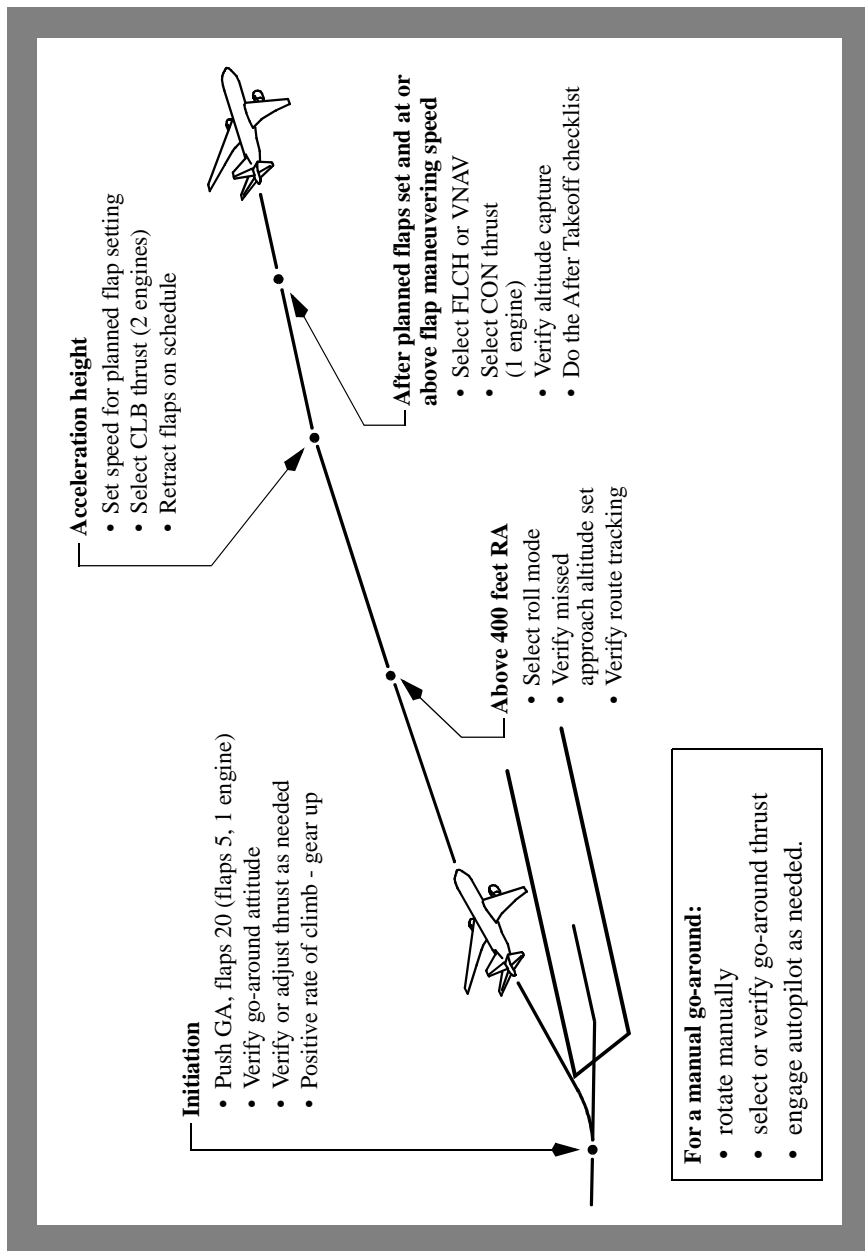 Initiation
• Push GA, flaps 20 (flaps 5, 1 engine)
• Verify go-around attitude
• Verify or adjust thrust as needed
• Positive rate of climb - gear up
Acceleration height
• Set speed for planned flap setting
• Select CLB thrust (2 engines)
• Retract flaps on schedule
Above 400 feet RA
• Select roll mode
• Verify missed
approach altitude set
• Verify route tracking
After planned flaps set and at or
above flap maneuvering speed
• Select FLCH or VNAV
• Select CON thrust
(1 engine)
• Verify altitude capture
• Do the After Takeoff checklist
For a manual go-around:
• rotate manually
• select or verify go-around thrust
• engage autopilot as needed.